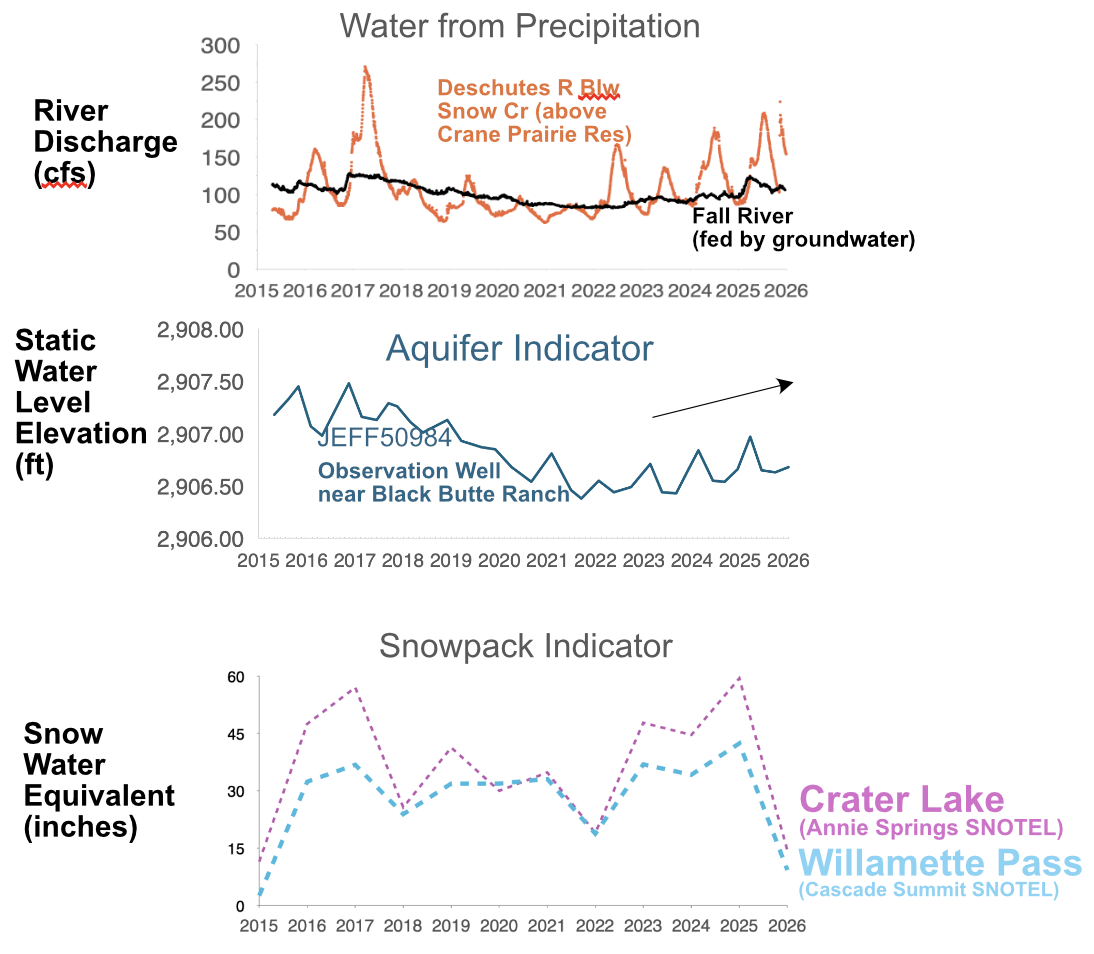 Water from Precipitation
River
Discharge
(cfs)
300
250
200
150
100
50
0
Deschutes R Blw
Snow Cr (above
Crane Prairie Res)
Fall River
(fed by groundwater)
2015 2016 2017 2018 2019 2020 2021 2022 2023 2024 2025 2026
Static
Water
Level
Elevation
(ft)
2,908.00
2,907.50
2,907.00
2,906.50
2,906.00
Aquifer Indicator
JEFF50984
Observation Well
near Black Butte Ranch
2015 2016 2017 2018 2019 2020 2021 2022 2023 2024 2025 2026
Snowpack Indicator
Snow
Water
Equivalent
(inches)
60
45
30
15
0
Crater Lake
(Annie Springs SNOTEL)
Willamette Pass
(Cascade Summit SNOTEL)
2015 2016 2017 2018 2019 2020 2021 2022 2023 2024 2025 2026